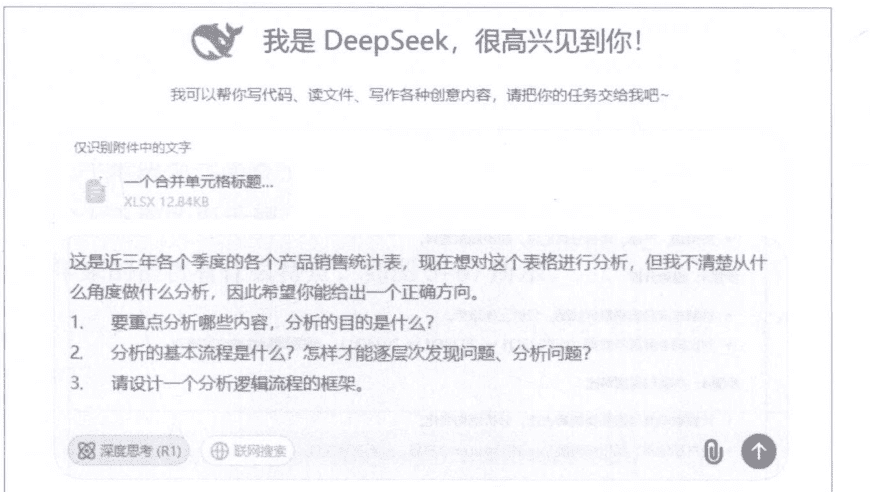 我是 DeepSeek，很高兴见到你！
我可以帮你写代码、读文件、写作各种创意内容，请把你的任务交给我吧~
仅识别附件中的文字
一个合并单元格标题...
XLSX 12.84KB
这是近三年各个季度的各个产品销售统计表，现在想对这个表格进行分析，但我不清楚从什
么角度做什么分析，因此希望你能给出一个正确方向。
1. 要重点分析哪些内容，分析的目的是什么？
2. 分析的基本流程是什么？怎样才能逐层次发现问题、分析问题？
3. 请设计一个分析逻辑流程的框架。
深度思考 (R1) 联网搜索